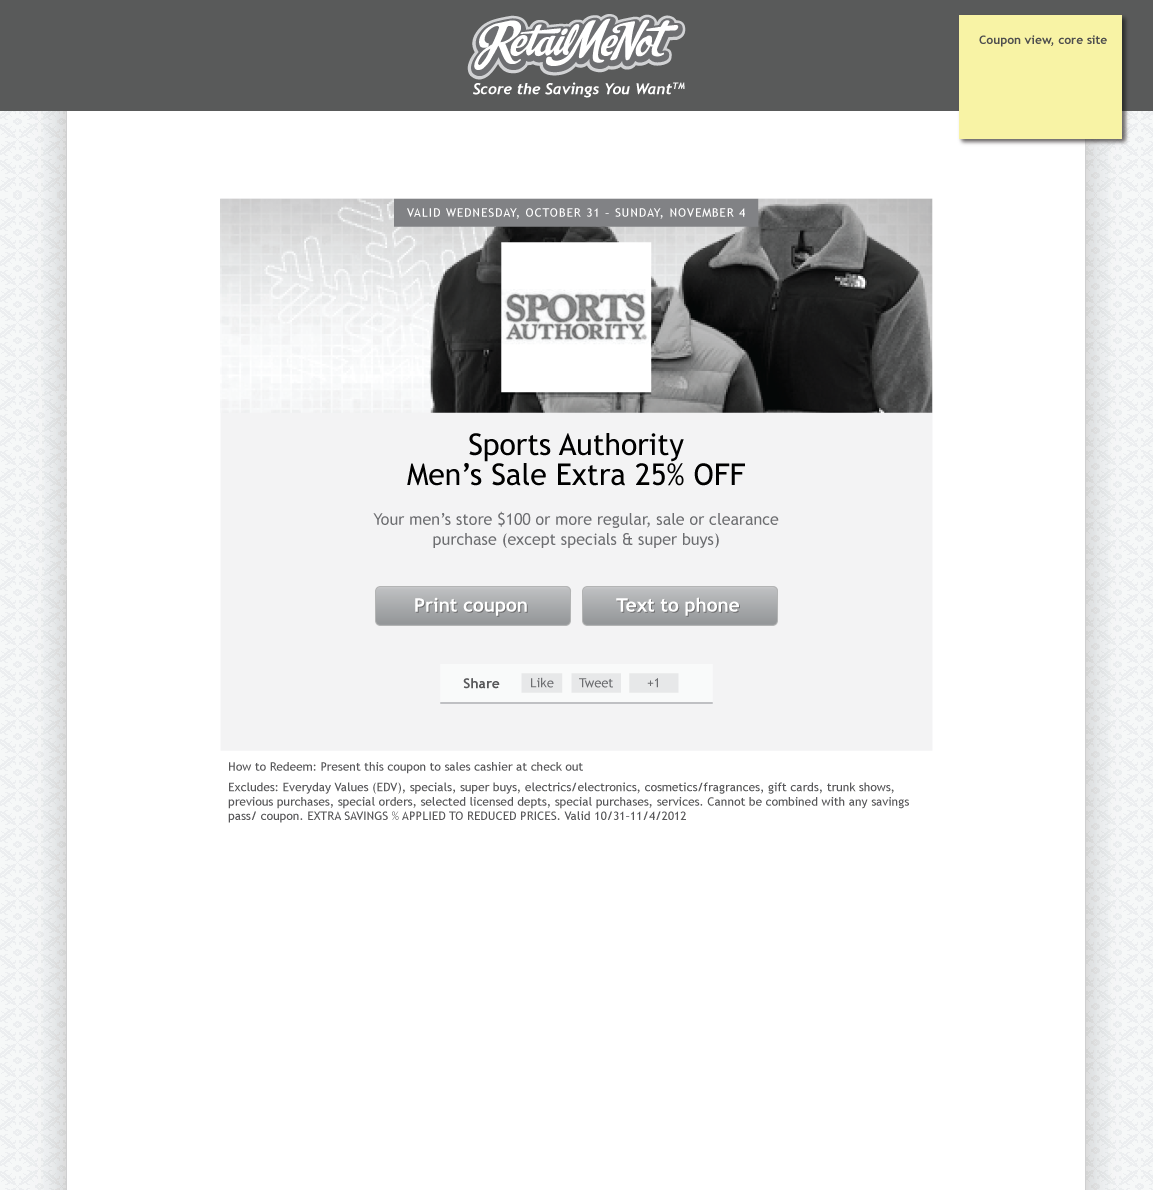 RetailMeNot
Score the Savings You Want™
Coupon view, core site
VALID WEDNESDAY, OCTOBER 31 – SUNDAY, NOVEMBER 4
SPORTS
AUTHORITY.
Sports Authority
Men’s Sale Extra 25% OFF
Your men’s store $100 or more regular, sale or clearance
purchase (except specials & super buys)
Print coupon
Text to phone
Share Like Tweet +1
How to Redeem: Present this coupon to sales cashier at check out
Excludes: Everyday Values (EDV), specials, super buys, electrics/electronics, cosmetics/fragrances, gift cards, trunk shows,
previous purchases, special orders, selected licensed depts, special purchases, services. Cannot be combined with any savings
pass/ coupon. EXTRA SAVINGS % APPLIED TO REDUCED PRICES. Valid 10/31-11/4/2012